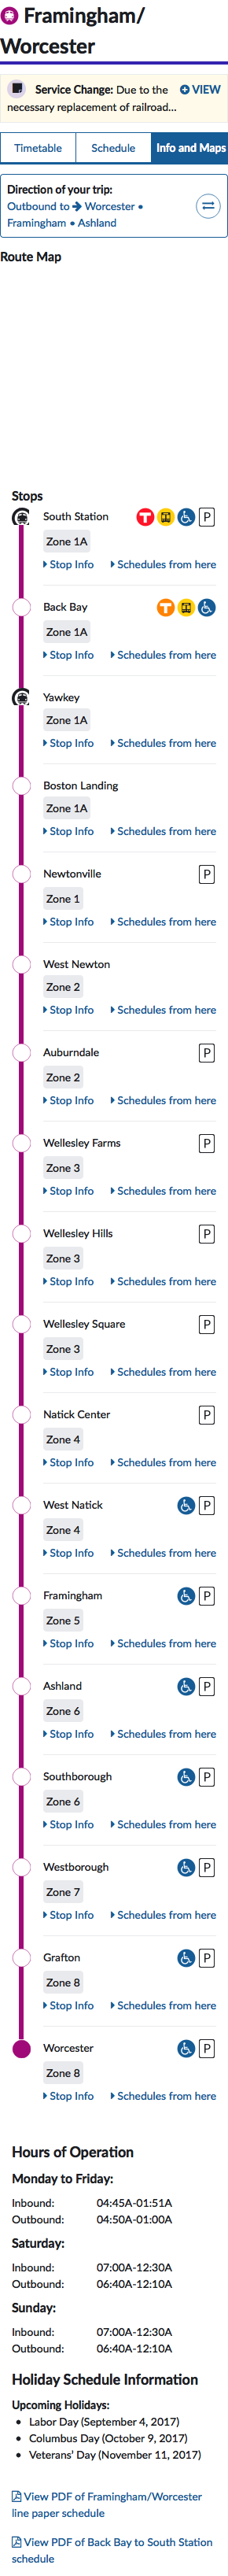 Framingham/
Worcester
Service Change: Due to the VIEW
necessary replacement of railroad...
Timetable Schedule Info and Maps
Direction of your trip:
Outbound to Worcester •
Framingham • Ashland
Route Map
Stops
South Station T P
Zone 1A
Stop Info Schedules from here
Back Bay T
Zone 1A
Stop Info Schedules from here
Yawkey
Zone 1A
Stop Info Schedules from here
Boston Landing
Zone 1A
Stop Info Schedules from here
Newtonville P
Zone 1
Stop Info Schedules from here
West Newton
Zone 2
Stop Info Schedules from here
Auburndale P
Zone 2
Stop Info Schedules from here
Wellesley Farms P
Zone 3
Stop Info Schedules from here
Wellesley Hills P
Zone 3
Stop Info Schedules from here
Wellesley Square P
Zone 3
Stop Info Schedules from here
Natick Center P
Zone 4
Stop Info Schedules from here
West Natick P
Zone 4
Stop Info Schedules from here
Framingham P
Zone 5
Stop Info Schedules from here
Ashland P
Zone 6
Stop Info Schedules from here
Southborough P
Zone 6
Stop Info Schedules from here
Westborough P
Zone 7
Stop Info Schedules from here
Grafton P
Zone 8
Stop Info Schedules from here
Worcester P
Zone 8
Stop Info Schedules from here
Hours of Operation
Monday to Friday:
Inbound: 04:45A-01:51A
Outbound: 04:50A-01:00A
Saturday:
Inbound: 07:00A-12:30A
Outbound: 06:40A-12:10A
Sunday:
Inbound: 07:00A-12:30A
Outbound: 06:40A-12:10A
Holiday Schedule Information
Upcoming Holidays:
• Labor Day (September 4, 2017)
• Columbus Day (October 9, 2017)
• Veterans' Day (November 11, 2017)
View PDF of Framingham/Worcester
line paper schedule
View PDF of Back Bay to South Station
schedule